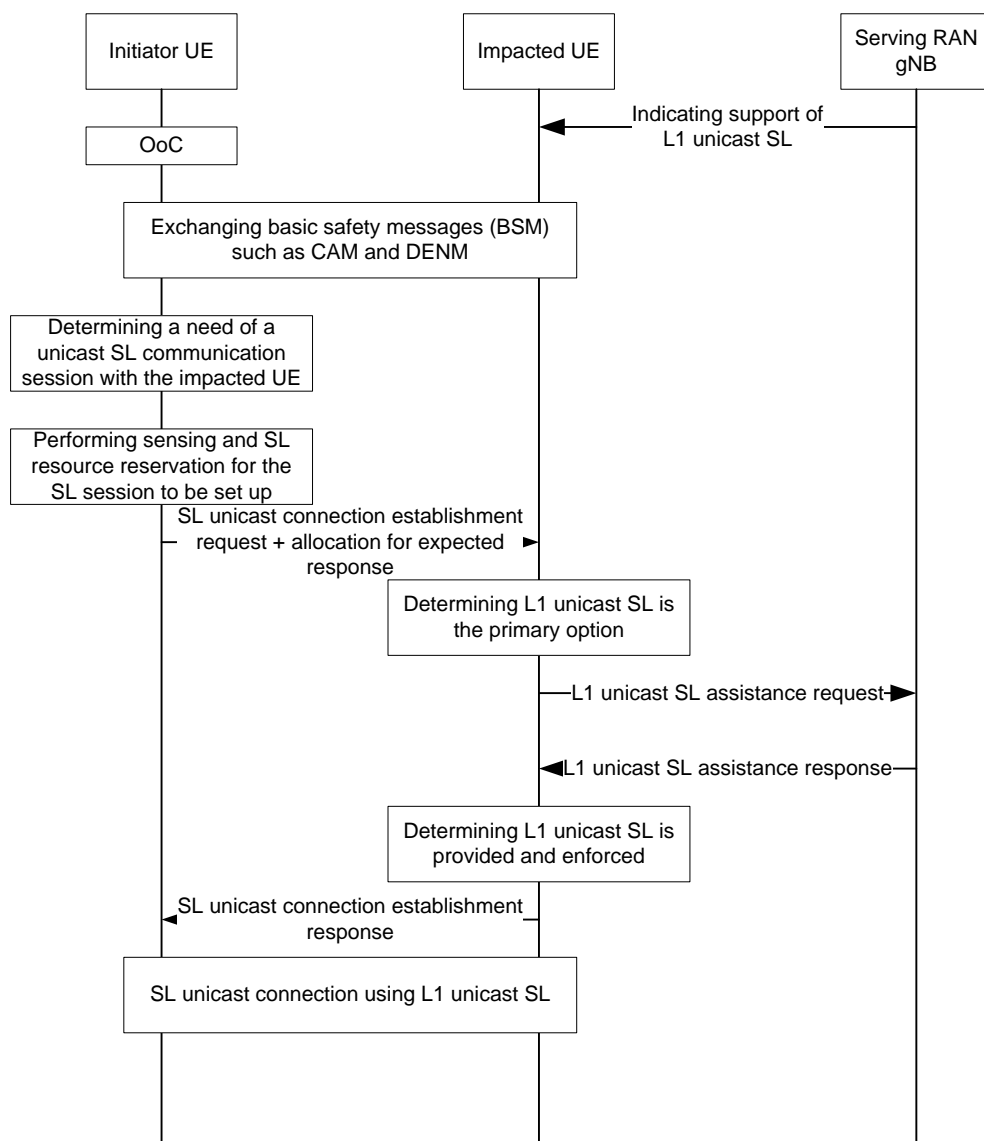 Initiator UE
Impacted UE
Serving RAN
gNB
Indicating support of
L1 unicast SL
OoC
Exchanging basic safety messages (BSM)
such as CAM and DENM
Determining a need of a
unicast SL communication
session with the impacted UE
Performing sensing and SL
resource reservation for the
SL session to be set up
SL unicast connection establishment
request + allocation for expected
response
Determining L1 unicast SL is
the primary option
L1 unicast SL assistance request
L1 unicast SL assistance response
Determining L1 unicast SL is
provided and enforced
SL unicast connection establishment
response
SL unicast connection using L1 unicast SL